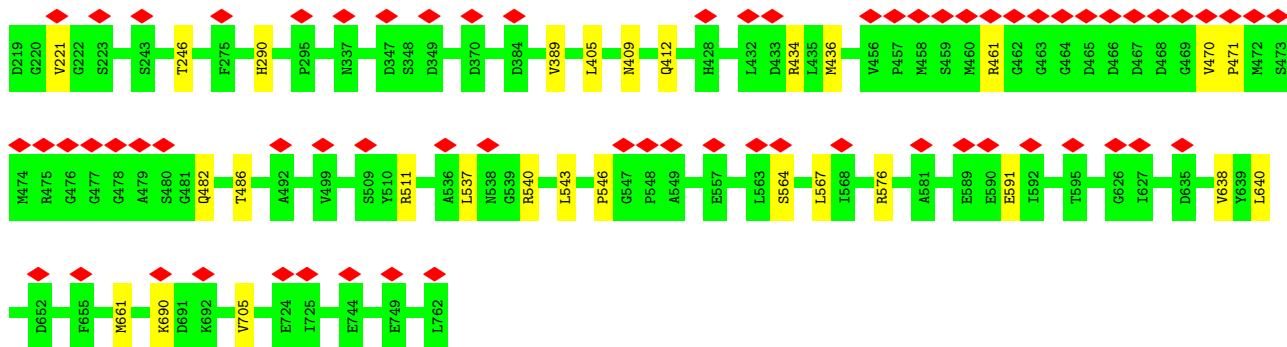 D219 G220 V221 G222 S223 S243 T246 F275 H290 P295 N337 D347 S348 D349 D370 D384 V389 L405 N409 Q412 H428 L432 D433 R434 L435 M436 V456 P457 M458 S459 M460 R461 G462 G463 G464 D465 D466 D467 D468 G469 V470 P471 M472 S473
M474 R475 G476 G477 G478 A479 S480 G481 Q482 T486 A492 V499 S509 Y510 R511 A536 L537 N538 G539 R540 L543 P546 G547 P548 A549 E557 L563 S564 L567 I568 R576 A581 E589 E590 E591 I592 T595 G626 I627 D635 V638 Y639 L640
D652 F655 M661 K690 D691 K692 V705 E724 I725 E744 E749 L762